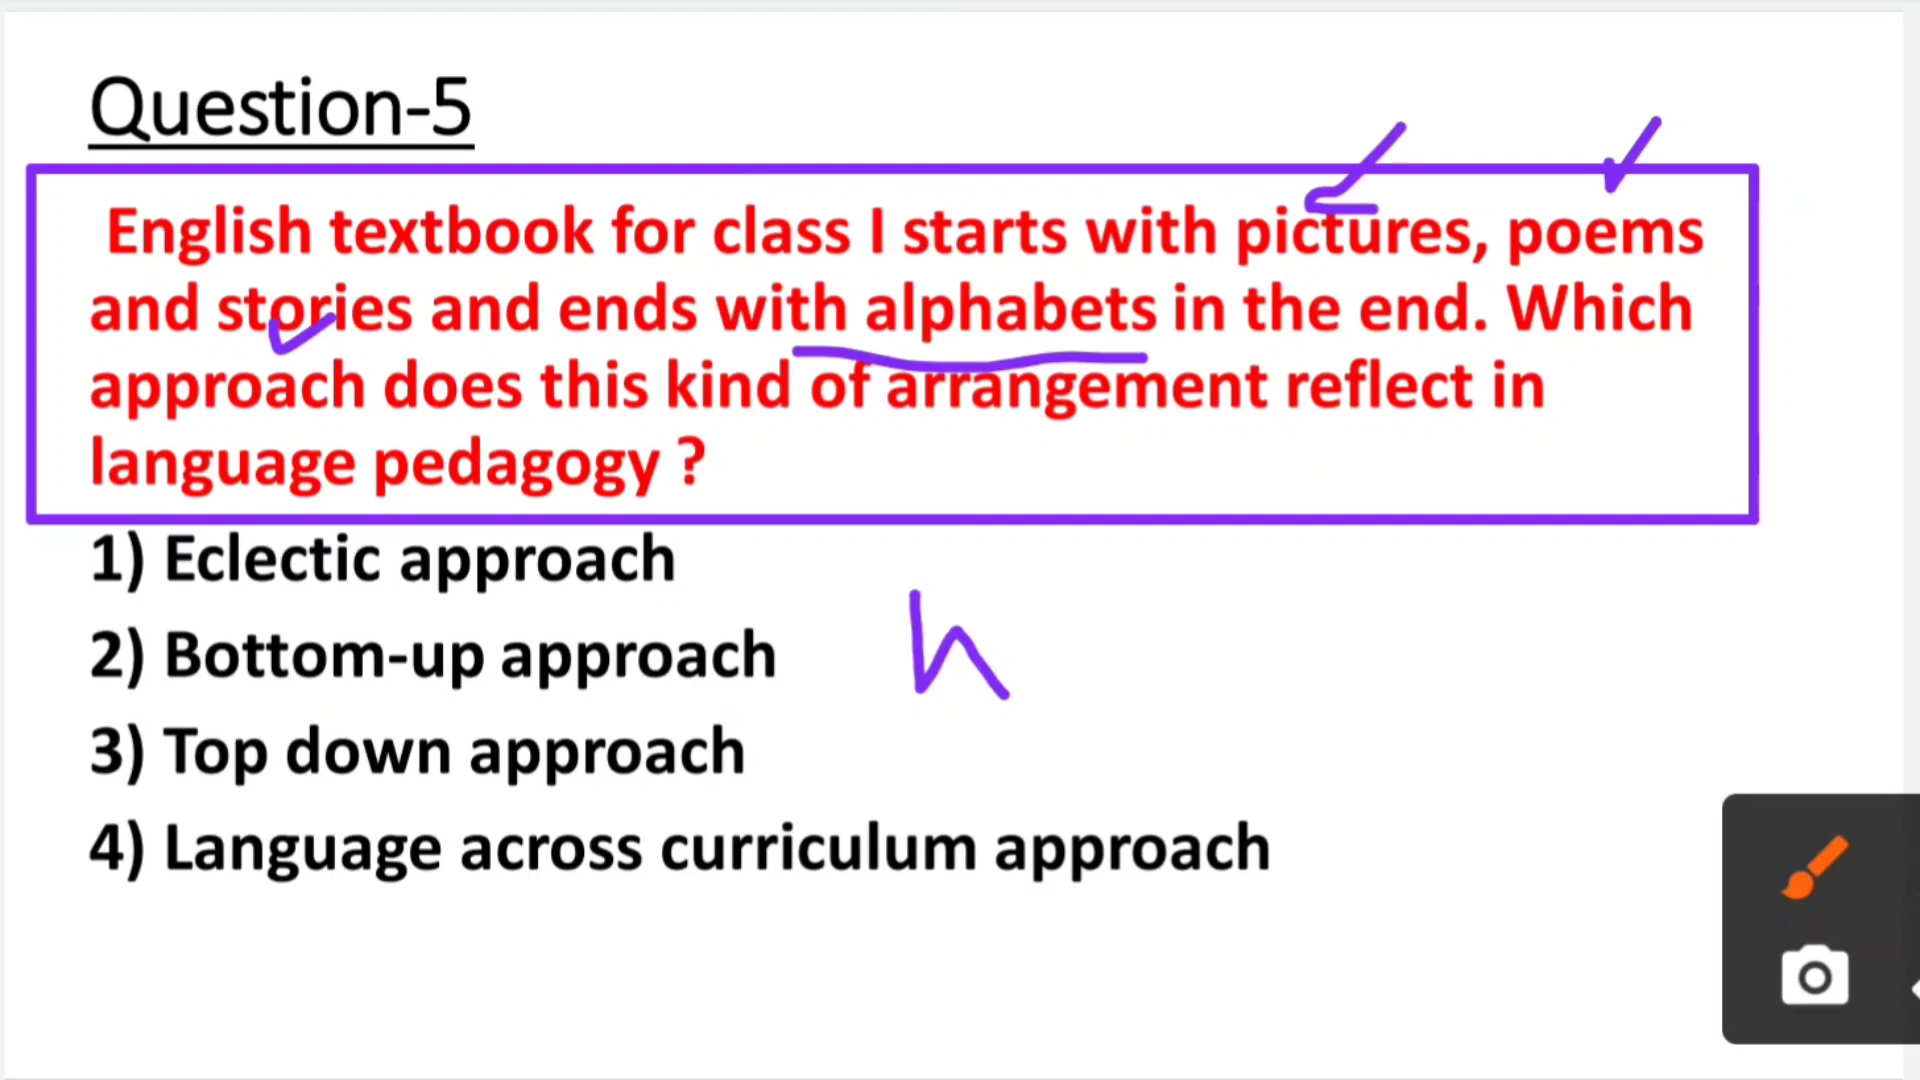 Question-5
English textbook for class I starts with pictures, poems
and stories and ends with alphabets in the end. Which
approach does this kind of arrangement reflect in
language pedagogy ?
1) Eclectic approach
2) Bottom-up approach
3) Top down approach
4) Language across curriculum approach